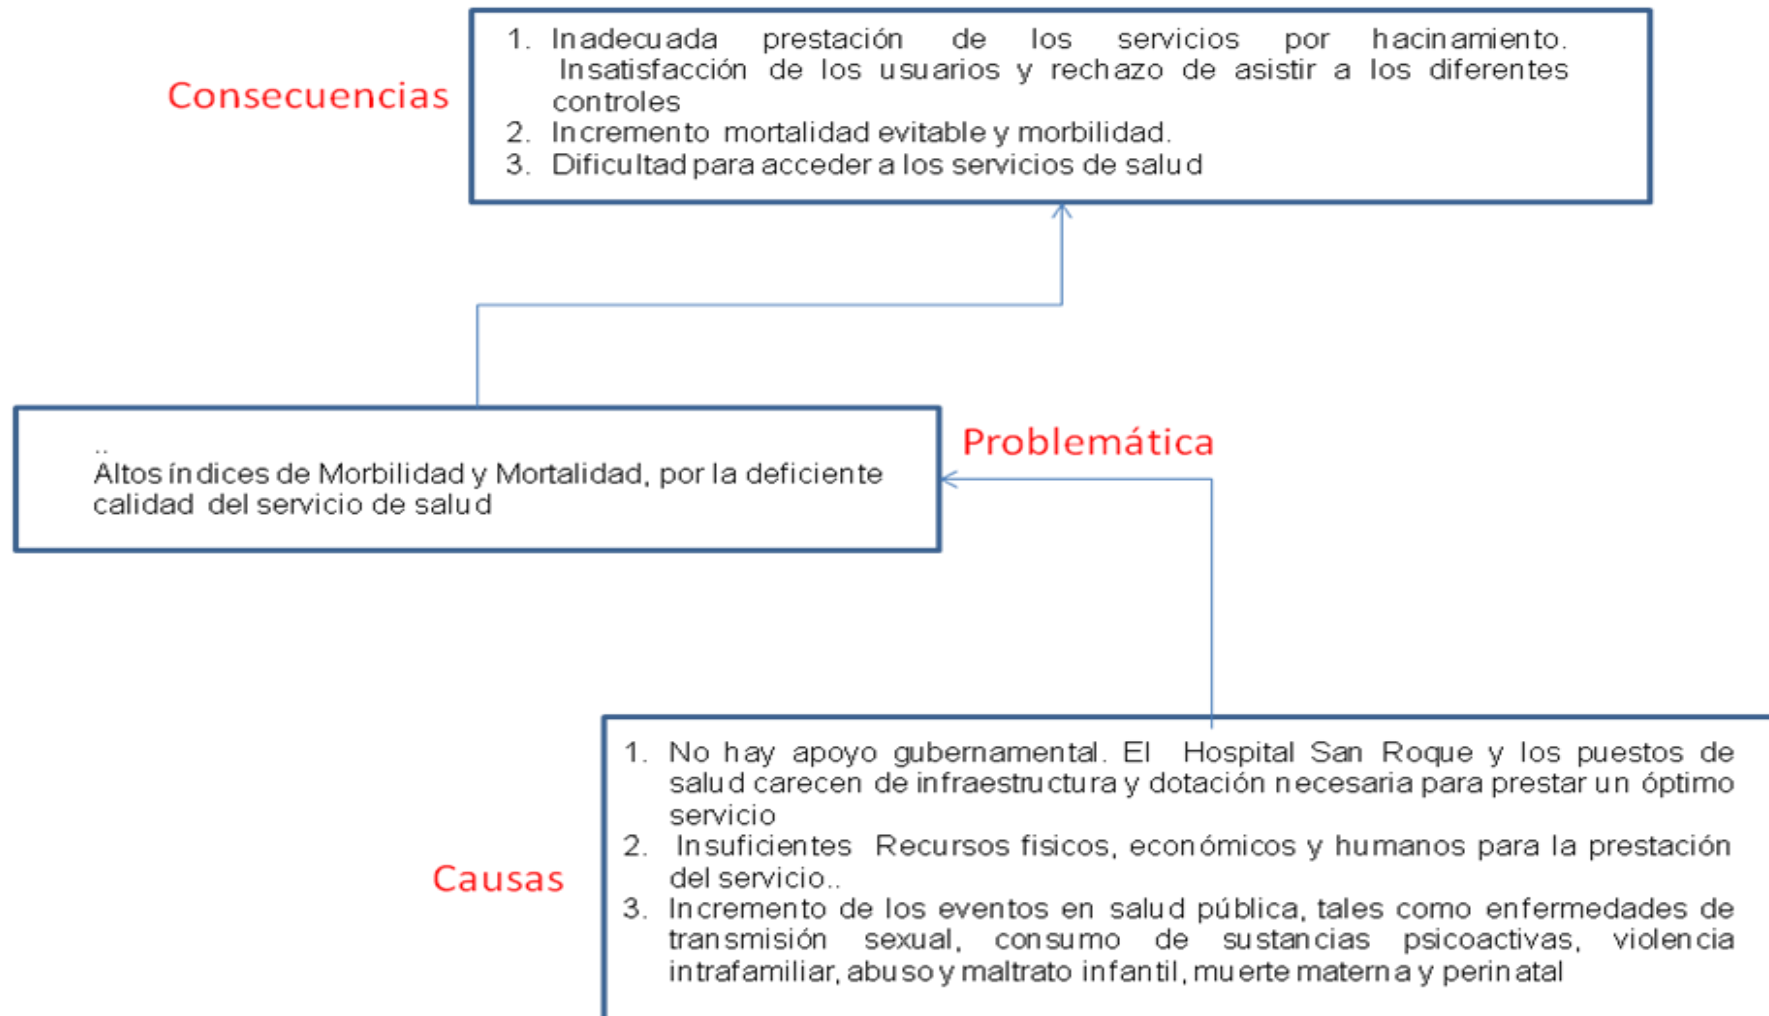 Consecuencias
1. Inadecuada prestación de los servicios por hacinamiento.
Insatisfacción de los usuarios y rechazo de asistir a los diferentes
controles
2. Incremento mortalidad evitable y morbilidad.
3. Dificultad para acceder a los servicios de salud
Problemática
..
Altos índices de Morbilidad y Mortalidad, por la deficiente
calidad del servicio de salud
Causas
1. No hay apoyo gubernamental. El Hospital San Roque y los puestos de
salud carecen de infraestructura y dotación necesaria para prestar un óptimo
servicio
2. Insuficientes Recursos fisicos, económicos y humanos para la prestación
del servicio..
3. Incremento de los eventos en salud pública, tales como enfermedades de
transmisión sexual, consumo de sustancias psicoactivas, violencia
intrafamiliar, abuso y maltrato infantil, muerte materna y perinatal